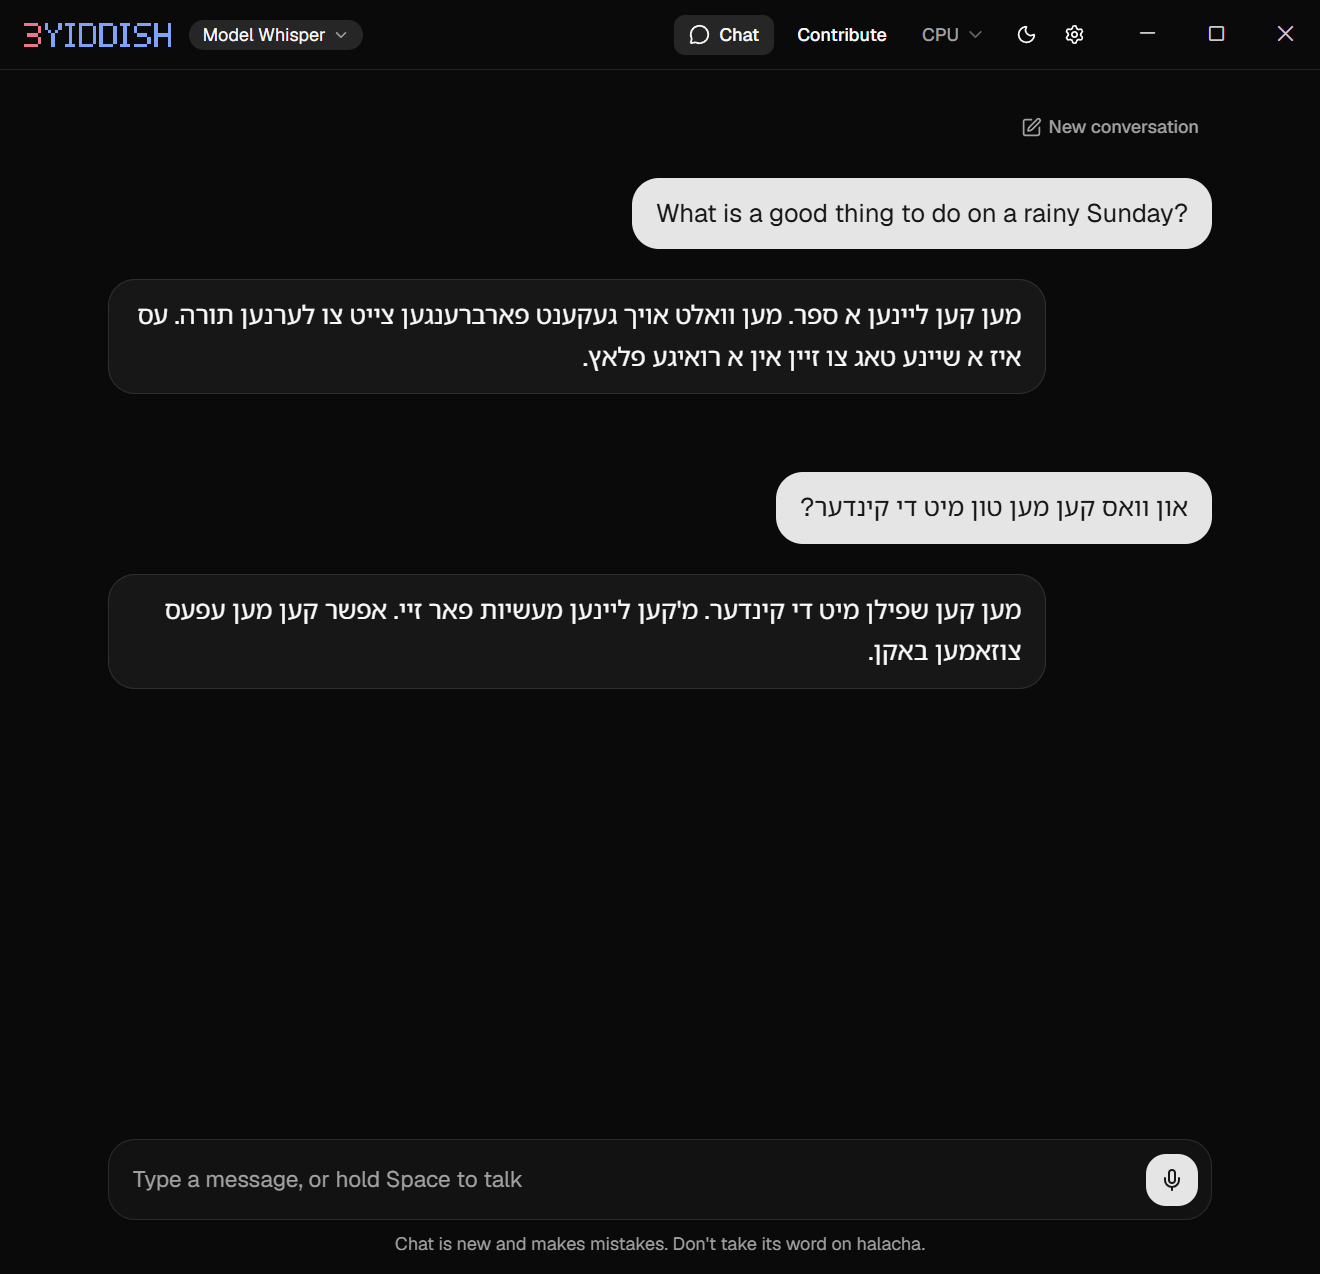 3YIDDISH
Model Whisper
Chat
Contribute
CPU
New conversation
What is a good thing to do on a rainy Sunday?
מען קען ליינען א ספר. מען וואלט אויך געקענט פארברענגען צייט צו לערנען תורה. עס
איז א שיינע טאג צו זיין אין א רואיגע פלאץ.
און וואס קען מען טון מיט די קינדער?
מען קען שפילן מיט די קינדער. מ'קען ליינען מעשיות פאר זיי. אפשר קען מען עפעס
צוזאמען באקן.
Type a message, or hold Space to talk
Chat is new and makes mistakes. Don't take its word on halacha.